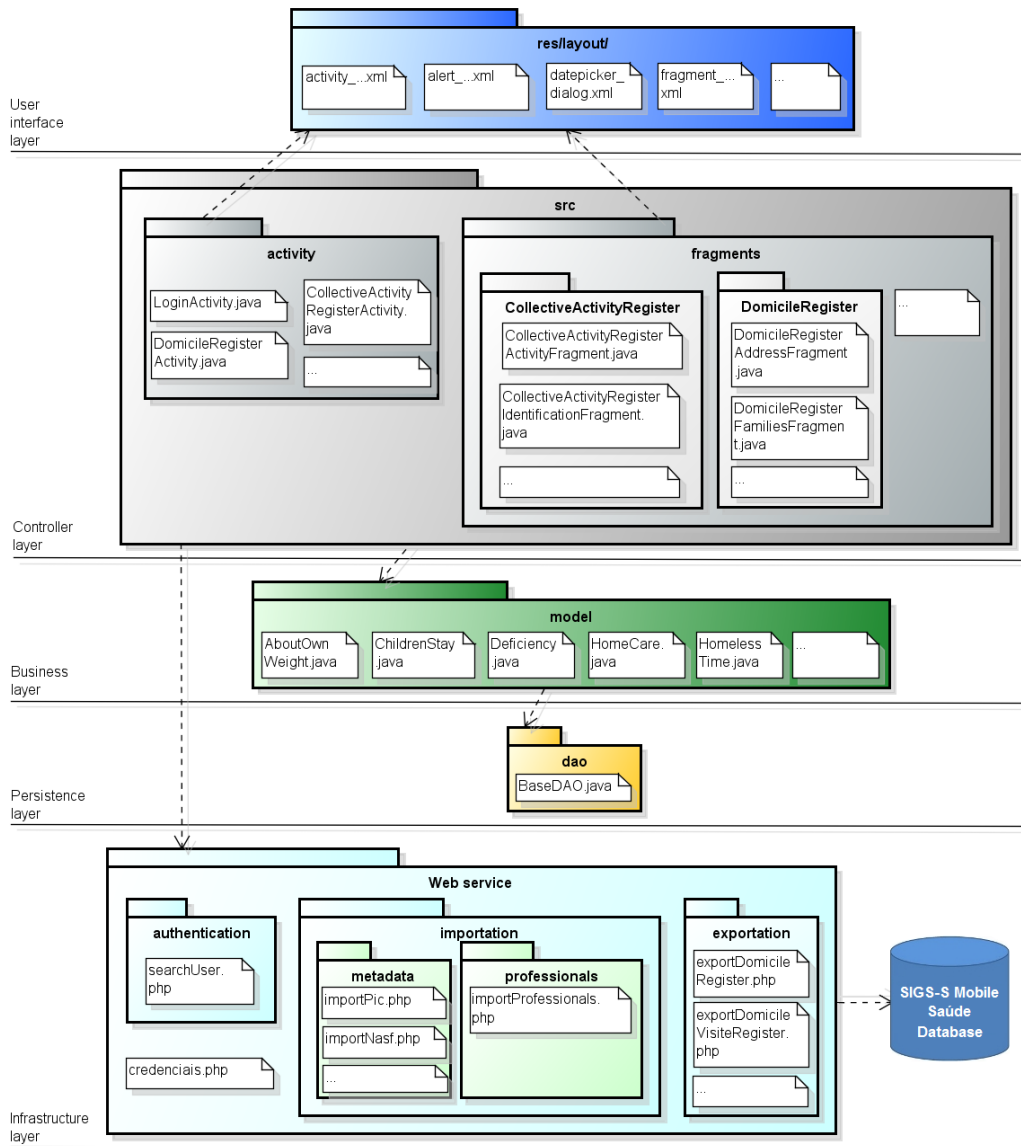 res/layout/
activity_...xml
alert_...xml
datepicker_
dialog.xml
fragment_...
xml
...
User
interface
layer
src
activity
LoginActivity.java
DomicileRegister
Activity.java
CollectiveActivity
RegisterActivity.
java
...
fragments
CollectiveActivityRegister
CollectiveActivityRegister
ActivityFragment.java
CollectiveActivityRegister
IdentificationFragment.
java
...
DomicileRegister
DomicileRegister
AddressFragment
.java
DomicileRegister
FamiliesFragmen
t.java
...
...
Controller
layer
model
AboutOwn
Weight.java
ChildrenStay
.java
Deficiency
.java
HomeCare.
java
Homeless
Time.java
...
Business
layer
dao
BaseDAO.java
Persistence
layer
Web service
authentication
searchUser.
php
credenciais.php
importation
metadata
importPic.php
importNasf.php
...
professionals
importProfessionals.
php
exportation
exportDomicile
Register.php
exportDomicile
VisiteRegister.
php
...
SIGS-S Mobile
Saúde
Database
Infrastructure
layer